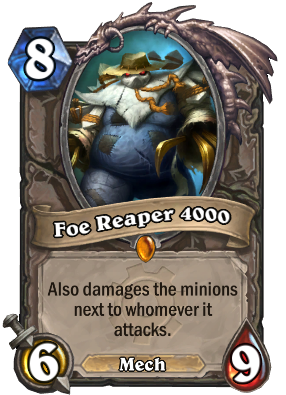 8
Foe Reaper 4000
Also damages the minions
next to whomever it
attacks.
6
Mech
9